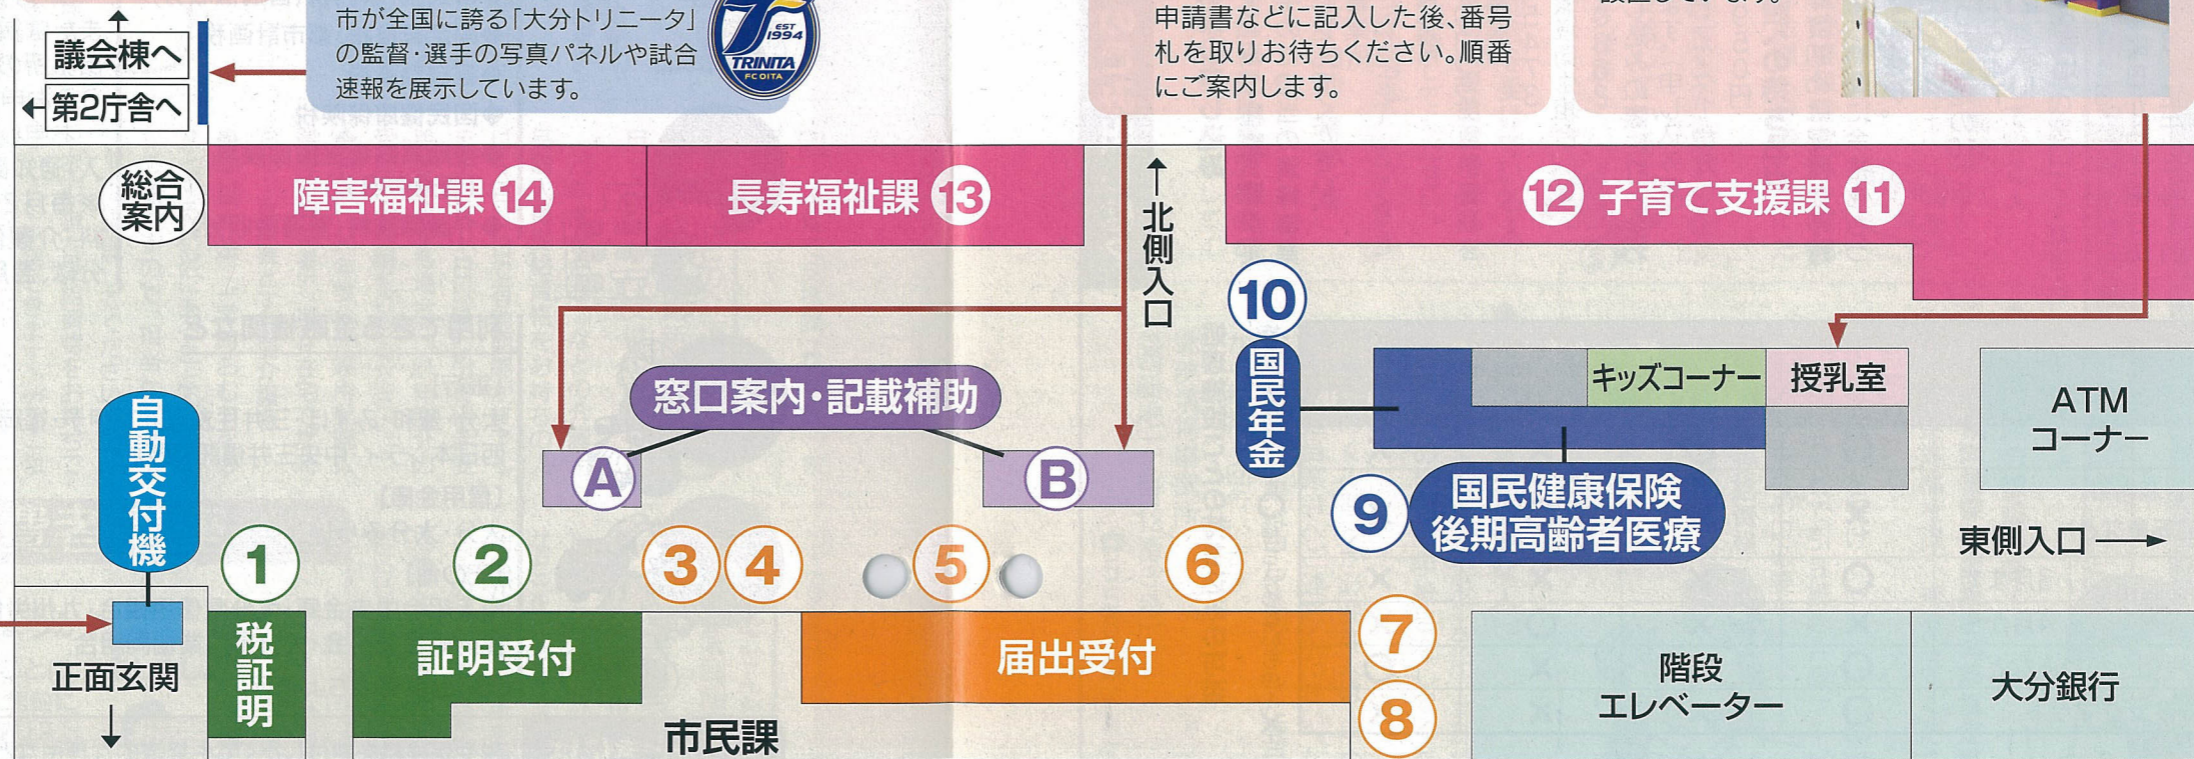 議会棟へ
第2庁舎へ
市が全国に誇る「大分トリニータ」
の監督・選手の写真パネルや試合
速報を展示しています。
EST
1994
TRINITA
FC OITA
申請書などに記入した後、番号
札を取りお待ちください。順番
にご案内します。
総合
案内
障害福祉課 14
長寿福祉課 13
北側入口
12 子育て支援課 11
10
国民年金
キッズコーナー
授乳室
ATM
コーナー
窓口案内・記載補助
A
B
9
国民健康保険
後期高齢者医療
東側入口
自動交付機
正面玄関
1
税証明
2
証明受付
3
4
5
6
届出受付
7
8
市民課
階段
エレベーター
大分銀行